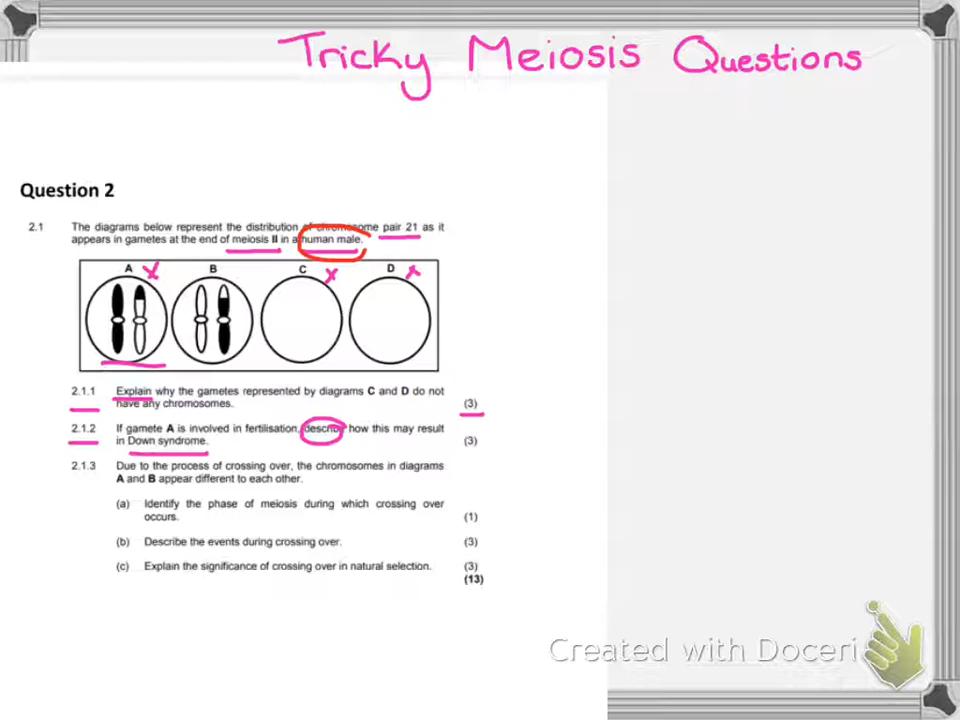 Tricky Meiosis Questions
Question 2
2.1 The diagrams below represent the distribution of chromosome pair 21 as it
appears in gametes at the end of meiosis II in a human male.
A B C D
2.1.1 Explain why the gametes represented by diagrams C and D do not
have any chromosomes. (3)
2.1.2 If gamete A is involved in fertilisation, describe how this may result
in Down syndrome. (3)
2.1.3 Due to the process of crossing over, the chromosomes in diagrams
A and B appear different to each other.
(a) Identify the phase of meiosis during which crossing over
occurs. (1)
(b) Describe the events during crossing over. (3)
(c) Explain the significance of crossing over in natural selection. (3)
(13)
Created with Doceri